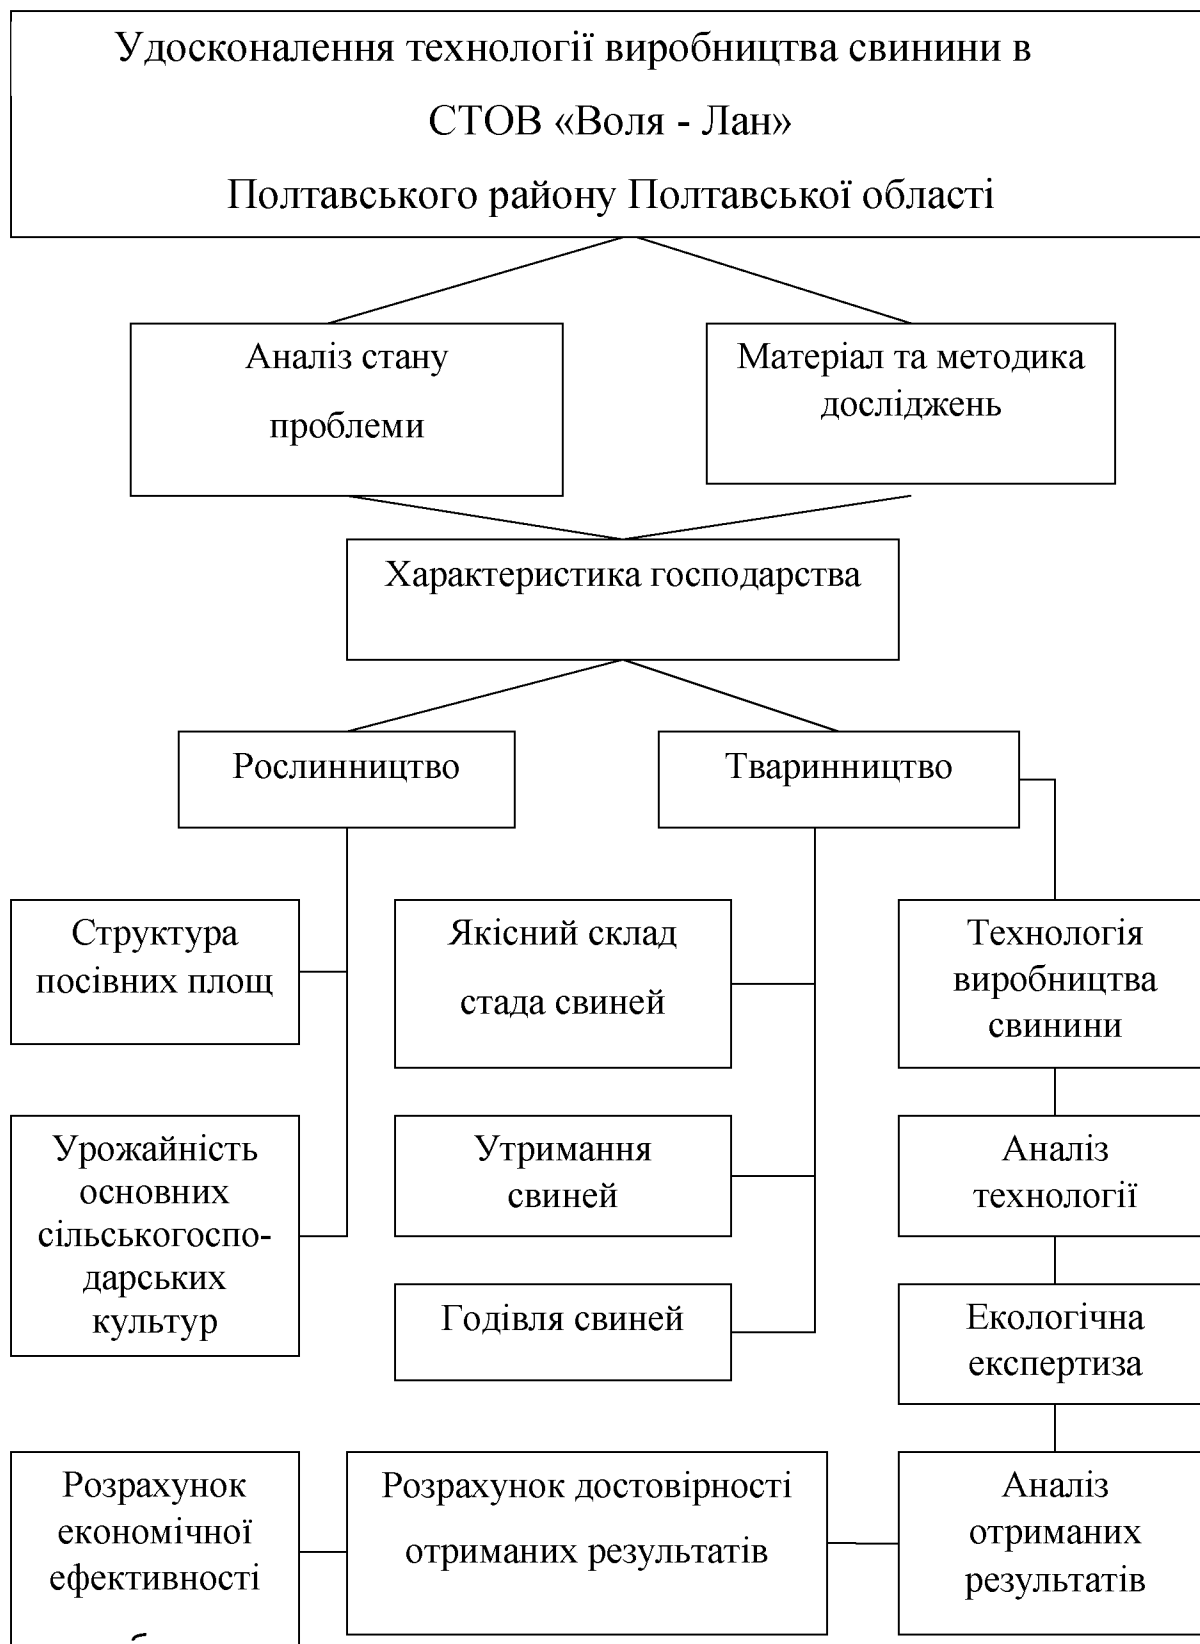 Удосконалення технології виробництва свинини в
СТОВ «Воля - Лан»
Полтавського району Полтавської області
Аналіз стану
проблеми
Матеріал та методика
досліджень
Характеристика господарства
Рослинництво
Тваринництво
Структура
посівних площ
Якісний склад
стада свиней
Технологія
виробництва
свинини
Урожайність
основних
сільськогоспо-
дарських
культур
Утримання
свиней
Аналіз
технології
Годівля свиней
Екологічна
експертиза
Розрахунок
економічної
ефективності
Розрахунок достовірності
отриманих результатів
Аналіз
отриманих
результатів